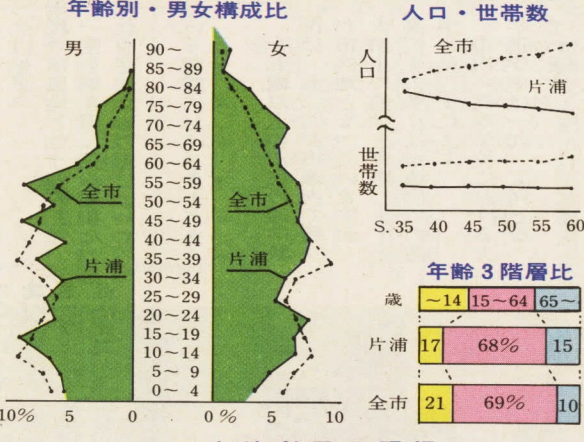 年齢別・男女構成比
男
女
90～
85～89
80～84
75～79
70～74
65～69
60～64
55～59
50～54
45～49
40～44
35～39
30～34
25～29
20～24
15～19
10～14
5～ 9
0～ 4
全市
片浦
全市
片浦
10% 5 0
0 % 5 10
人口・世帯数
人口
全市
片浦
世帯数
S. 35 40 45 50 55 60
年齢3階層比
歳 ～14 15～64 65～
片浦 17 68% 15
全市 21 69% 10